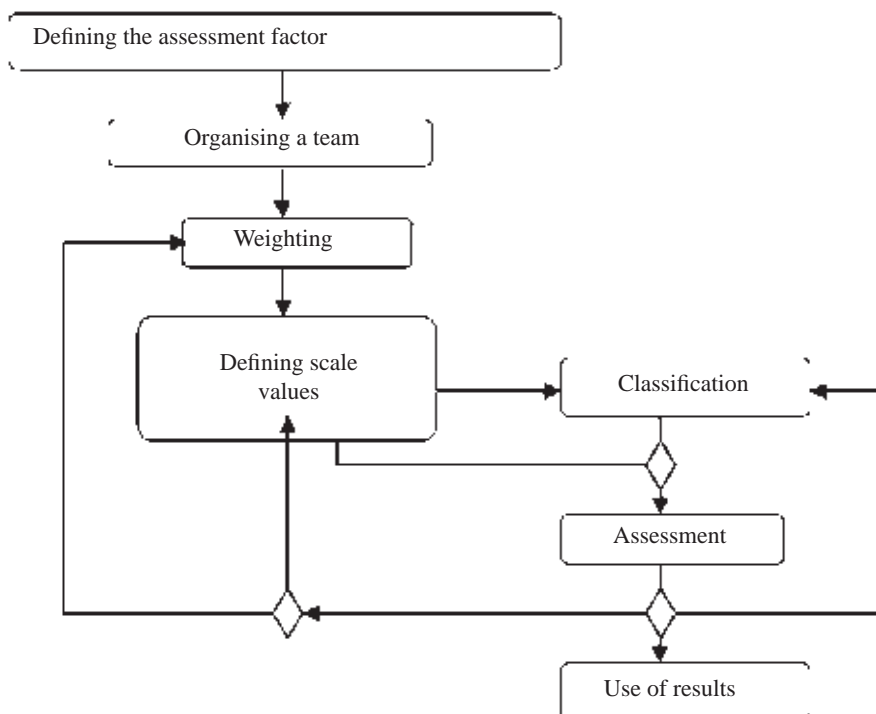 Defining the assessment factor
Organising a team
Weighting
Defining scale
values
Classification
Assessment
Use of results